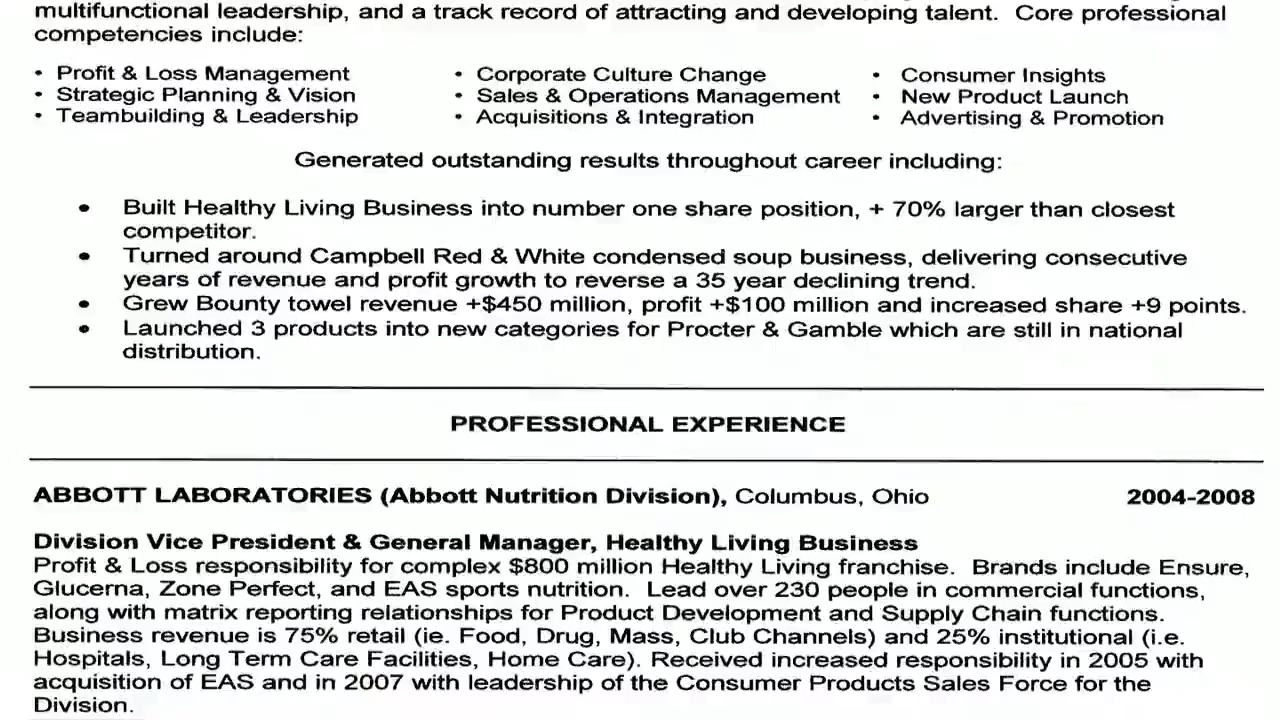 multifunctional leadership, and a track record of attracting and developing talent. Core professional
competencies include:
• Profit & Loss Management • Corporate Culture Change • Consumer Insights
• Strategic Planning & Vision • Sales & Operations Management • New Product Launch
• Teambuilding & Leadership • Acquisitions & Integration • Advertising & Promotion
Generated outstanding results throughout career including:
• Built Healthy Living Business into number one share position, + 70% larger than closest
competitor.
• Turned around Campbell Red & White condensed soup business, delivering consecutive
years of revenue and profit growth to reverse a 35 year declining trend.
• Grew Bounty towel revenue +$450 million, profit +$100 million and increased share +9 points.
• Launched 3 products into new categories for Procter & Gamble which are still in national
distribution.
PROFESSIONAL EXPERIENCE
ABBOTT LABORATORIES (Abbott Nutrition Division), Columbus, Ohio 2004-2008
Division Vice President & General Manager, Healthy Living Business
Profit & Loss responsibility for complex $800 million Healthy Living franchise. Brands include Ensure,
Glucerna, Zone Perfect, and EAS sports nutrition. Lead over 230 people in commercial functions,
along with matrix reporting relationships for Product Development and Supply Chain functions.
Business revenue is 75% retail (ie. Food, Drug, Mass, Club Channels) and 25% institutional (i.e.
Hospitals, Long Term Care Facilities, Home Care). Received increased responsibility in 2005 with
acquisition of EAS and in 2007 with leadership of the Consumer Products Sales Force for the
Division.